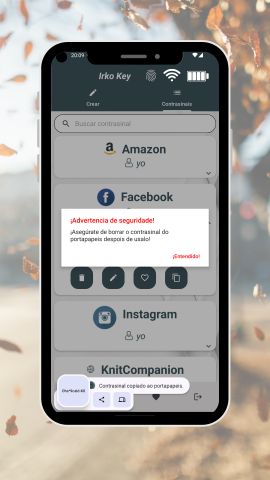 20:09
Irko Key
Crear
Contrasinais
Buscar contrasinal
Amazon
yo
Facebook
¡Advertencia de seguridade!
¡Asegúrate de borrar o contrasinal do
portapapeis despois de usalo!
¡Entendido!
Instagram
yo
KnitCompanion
Contrasinal copiado ao portapapeis.